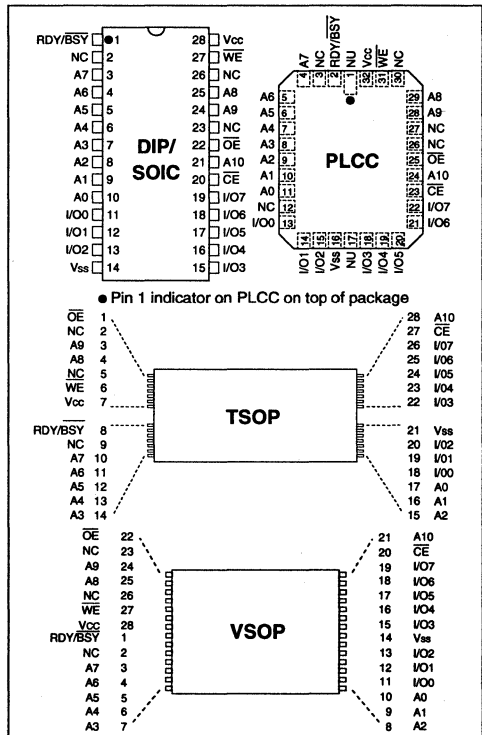 RDY/BSY 1 28 Vcc
NC 2 27 WE
A7 3 26 NC
A6 4 25 A8
A5 5 24 A9
A4 6 23 NC
A3 7 22 OE
A2 8 21 A10
A1 9 20 CE
A0 10 19 I/O7
I/O0 11 18 I/O6
I/O1 12 17 I/O5
I/O2 13 16 I/O4
Vss 14 15 I/O3
DIP/
SOIC
A7 NC RDY/BSY NU Vcc WE NC
4 3 2 1 32 31 30
A6 5 29 A8
A5 6 28 A9
A4 7 27 NC
A3 8 26 NC
A2 9 25 OE
A1 10 24 A10
A0 11 23 CE
NC 12 22 I/O7
I/O0 13 21 I/O6
PLCC
14 15 16 17 18 19 20
I/O1 I/O2 Vss NU I/O3 I/O4 I/O5
● Pin 1 indicator on PLCC on top of package
OE 1 28 A10
NC 2 27 CE
A9 3 26 I/07
A8 4 25 I/06
NC 5 24 I/05
WE 6 23 I/04
Vcc 7 22 I/03
TSOP
RDY/BSY 8 21 Vss
NC 9 20 I/02
A7 10 19 I/01
A6 11 18 I/00
A5 12 17 A0
A4 13 16 A1
A3 14 15 A2
OE 22 21 A10
NC 23 20 CE
A9 24 19 I/O7
A8 25 18 I/O6
NC 26 17 I/O5
WE 27 16 I/O4
Vcc 28 15 I/O3
RDY/BSY 1 14 Vss
NC 2 13 I/O2
A7 3 12 I/O1
A6 4 11 I/O0
A5 5 10 A0
A4 6 9 A1
A3 7 8 A2
VSOP